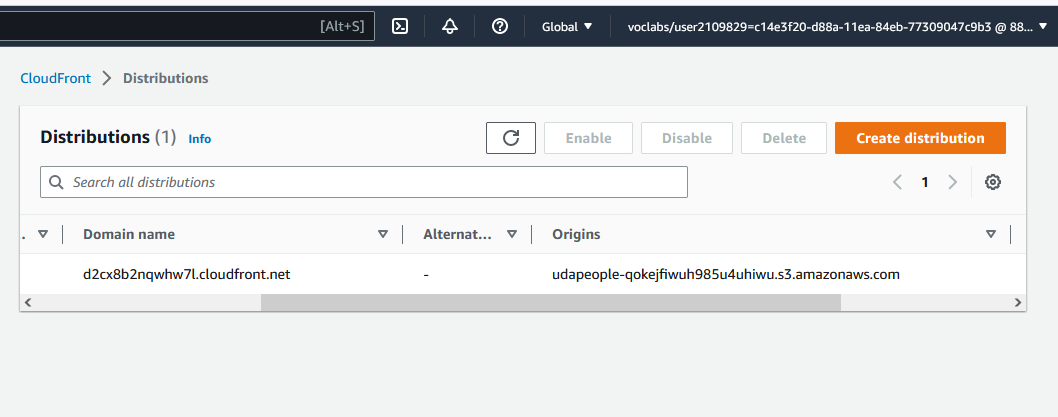 [Alt+S] Global voclabs/user2109829=c14e3f20-d88a-11ea-84eb-77309047c9b3 @ 88...
CloudFront Distributions
Distributions (1) Info Enable Disable Delete Create distribution
Search all distributions 1
. Domain name Alternat... Origins
d2cx8b2nqwhw7l.cloudfront.net - udapeople-qokejfiwuh985u4uhiwu.s3.amazonaws.com